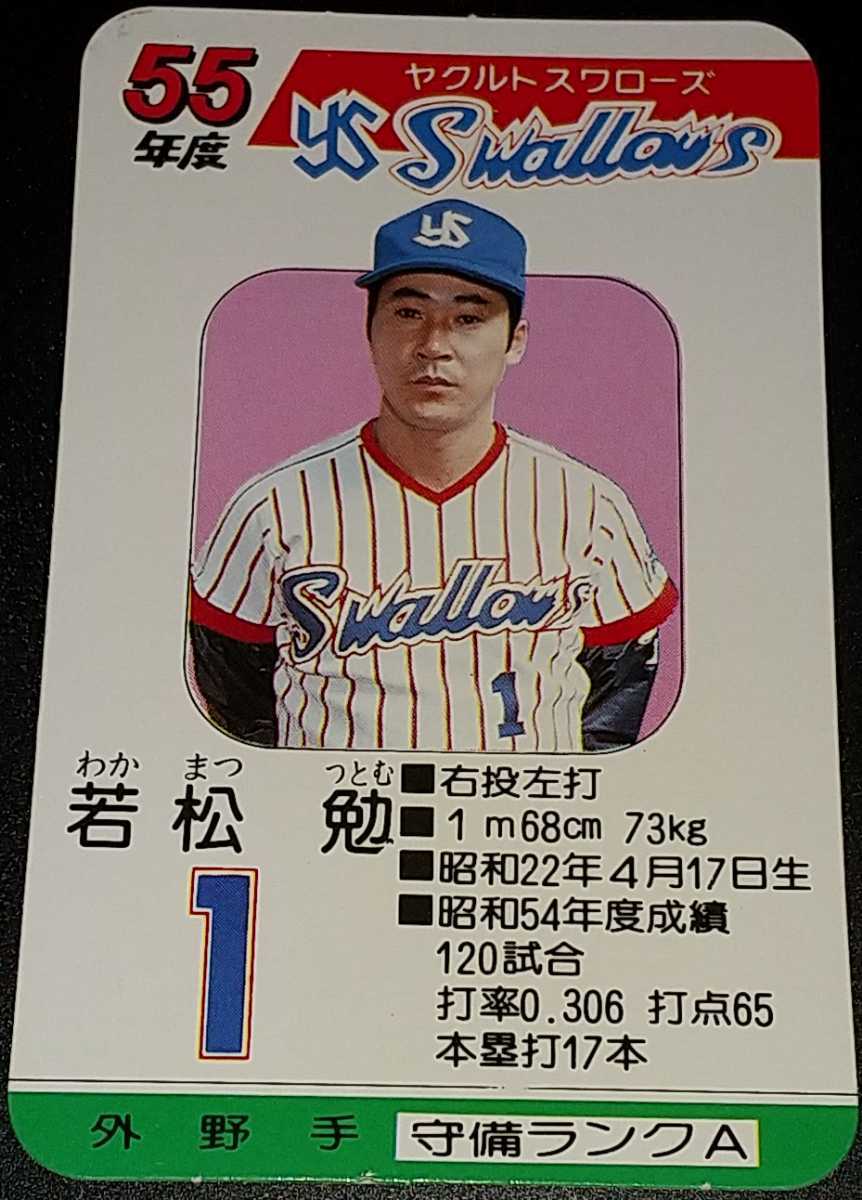 55
年度
ヤクルトスワローズ
YS Swallows
YS
Swallows
1
わか まつ つとむ
若松 勉
1
■右投左打
■1m68cm 73kg
■昭和22年4月17日生
■昭和54年度成績
120試合
打率0.306 打点65
本塁打17本
外野手 守備ランクA